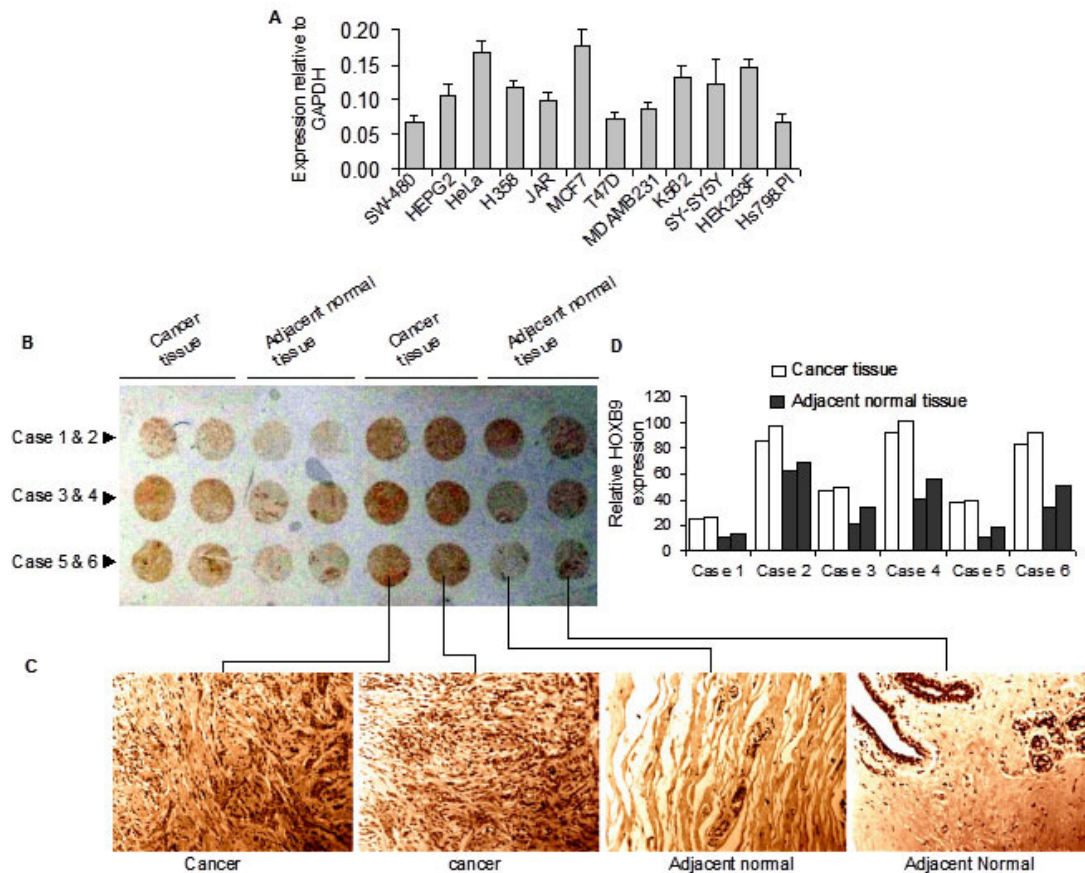 A
Expression relative to
GAPDH
0.20
0.15
0.10
0.05
0.00
SW-480
HEPG2
HeLa
H358
JAR
MCF7
T47D
MDAMB231
K562
SY-SY5Y
HEK293F
Hs798.PI
B
Cancer
tissue
Adjacent normal
tissue
Cancer
tissue
Adjacent normal
tissue
Case 1 & 2
Case 3 & 4
Case 5 & 6
D
Cancer tissue
Adjacent normal tissue
Relative HOXB9
expression
120
100
80
60
40
20
0
Case 1
Case 2
Case 3
Case 4
Case 5
Case 6
C
Cancer
cancer
Adjacent normal
Adjacent Normal